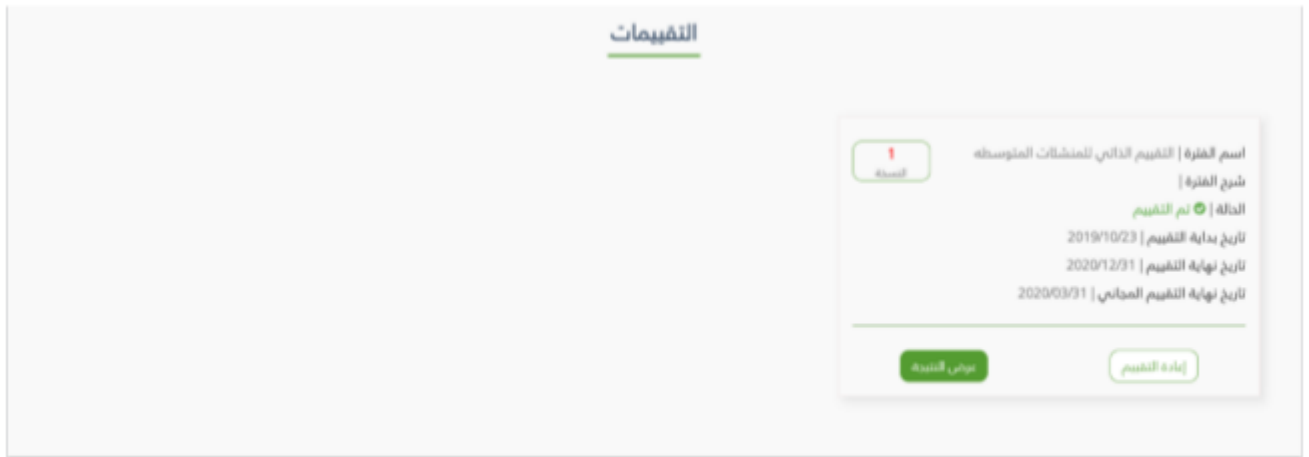 التقييمات
اسم الفترة | التقييم الذاتي للمنشئات المتوسطه
1
النسخة
شرح الفترة |
الحالة | تم التقييم
تاريخ بداية التقييم | 2019/10/23
تاريخ نهاية التقييم | 2020/12/31
تاريخ نهاية التقييم المجاني | 2020/03/31
إعادة التقييم
عرض النتيجة